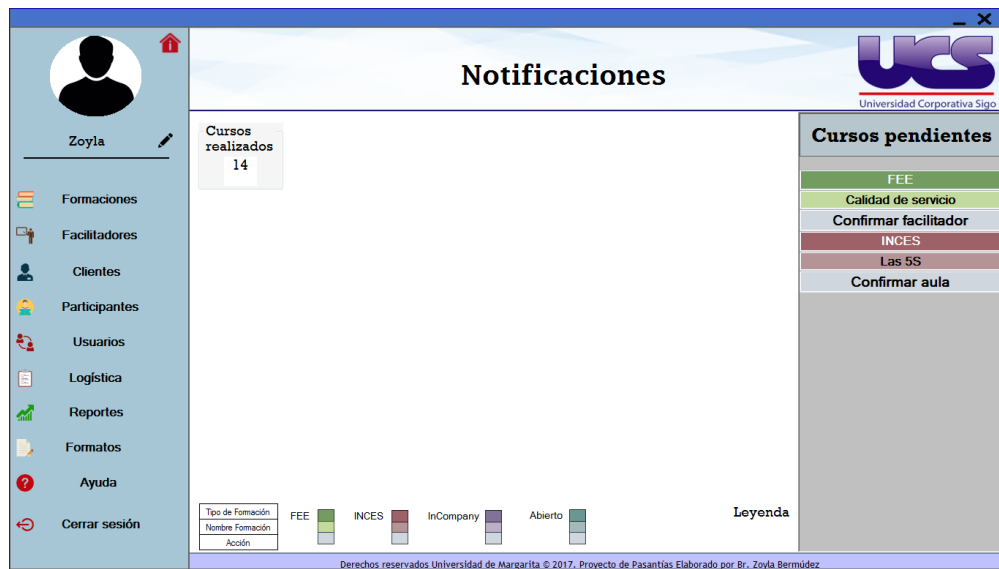 Notificaciones
UCS
Universidad Corporativa Sigo
Zoyla
Formaciones
Facilitadores
Clientes
Participantes
Usuarios
Logística
Reportes
Formatos
Ayuda
Cerrar sesión
Cursos
realizados
14
Cursos pendientes
FEE
Calidad de servicio
Confirmar facilitador
INCES
Las 5S
Confirmar aula
Tipo de Formación
Nombre Formación
Acción
FEE
INCES
InCompany
Abierto
Leyenda
Derechos reservados Universidad de Margarita © 2017. Proyecto de Pasantías Elaborado por Br. Zoyla Bermúdez